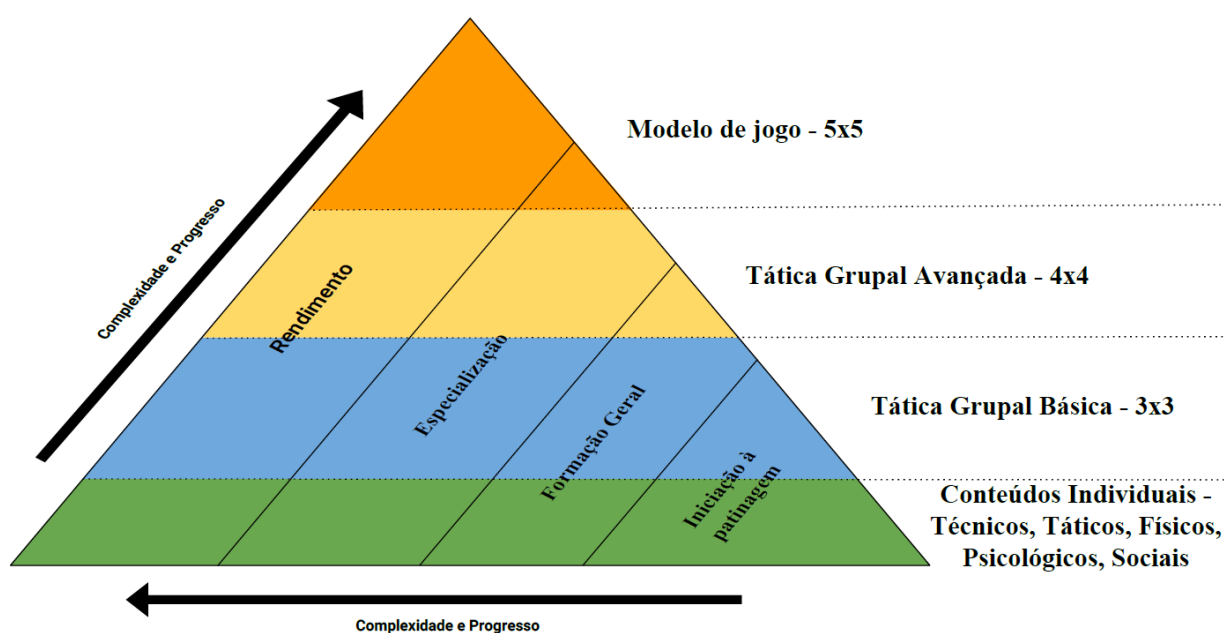 Modelo de jogo - 5x5
Complexidade e Progresso
Tática Grupal Avançada - 4x4
Rendimento
Especialização
Tática Grupal Básica - 3x3
Formação Geral
Iniciação à
patinagem
Conteúdos Individuais -
Técnicos, Táticos, Físicos,
Psicológicos, Sociais
Complexidade e Progresso